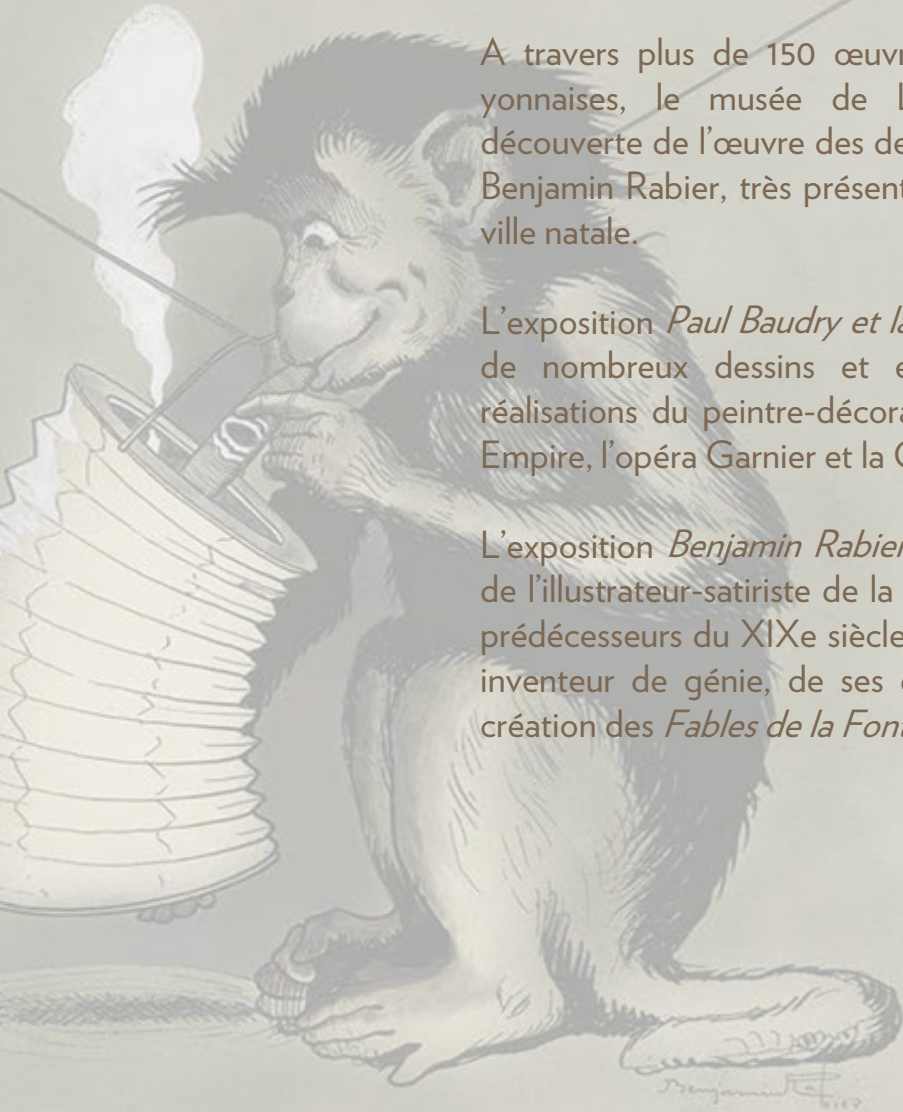 A travers plus de 150 œuvr
yonnaises, le musée de L
découverte de l’œuvre des de
Benjamin Rabier, très présent
ville natale.
L’exposition Paul Baudry et la
de nombreux dessins et e
réalisations du peintre-décora
Empire, l’opéra Garnier et la C
L’exposition Benjamin Rabier
de l’illustrateur-satiriste de la
prédécesseurs du XIXe siècle
inventeur de génie, de ses
création des Fables de la Font
Benjamin Rabier